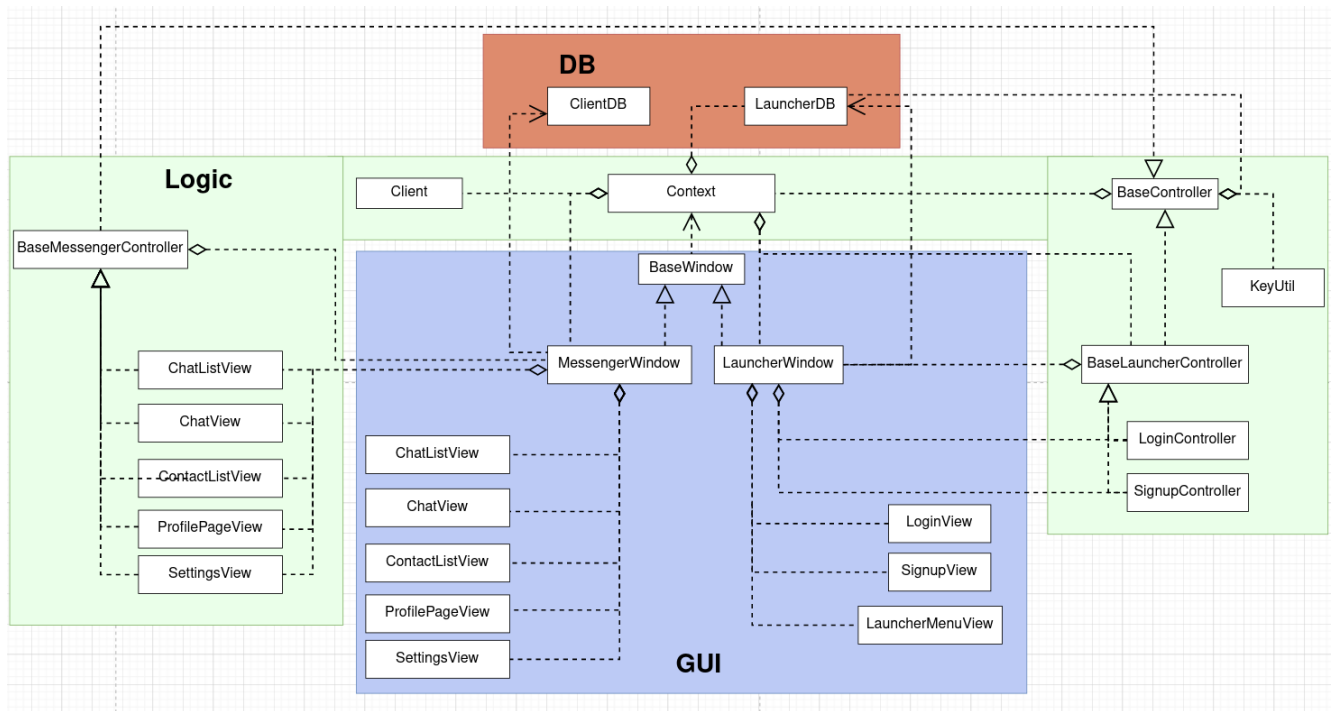 DB
ClientDB
LauncherDB
Logic
Client
Context
BaseController
BaseMessengerController
BaseWindow
KeyUtil
ChatListView
MessengerWindow
LauncherWindow
BaseLauncherController
ChatView
ContactListView
ProfilePageView
SettingsView
ChatListView
ChatView
ContactListView
ProfilePageView
SettingsView
LoginController
SignupController
LoginView
SignupView
LauncherMenuView
GUI